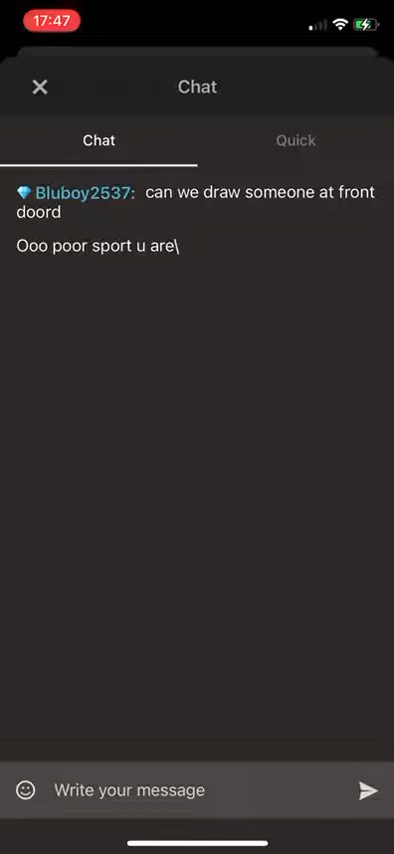 17:47
Chat
Chat Quick
Bluboy2537: can we draw someone at front
doord
Ooo poor sport u are\
Write your message